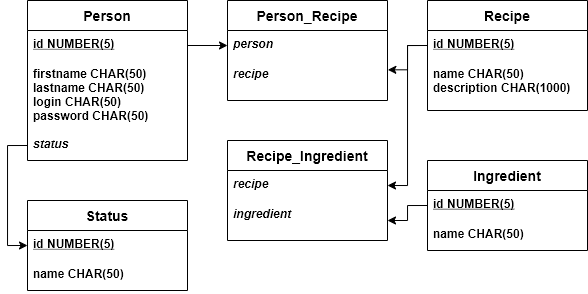 Person
id NUMBER(5)
firstname CHAR(50)
lastname CHAR(50)
login CHAR(50)
password CHAR(50)
status
Person_Recipe
person
recipe
Recipe
id NUMBER(5)
name CHAR(50)
description CHAR(1000)
Recipe_Ingredient
recipe
ingredient
Ingredient
id NUMBER(5)
name CHAR(50)
Status
id NUMBER(5)
name CHAR(50)